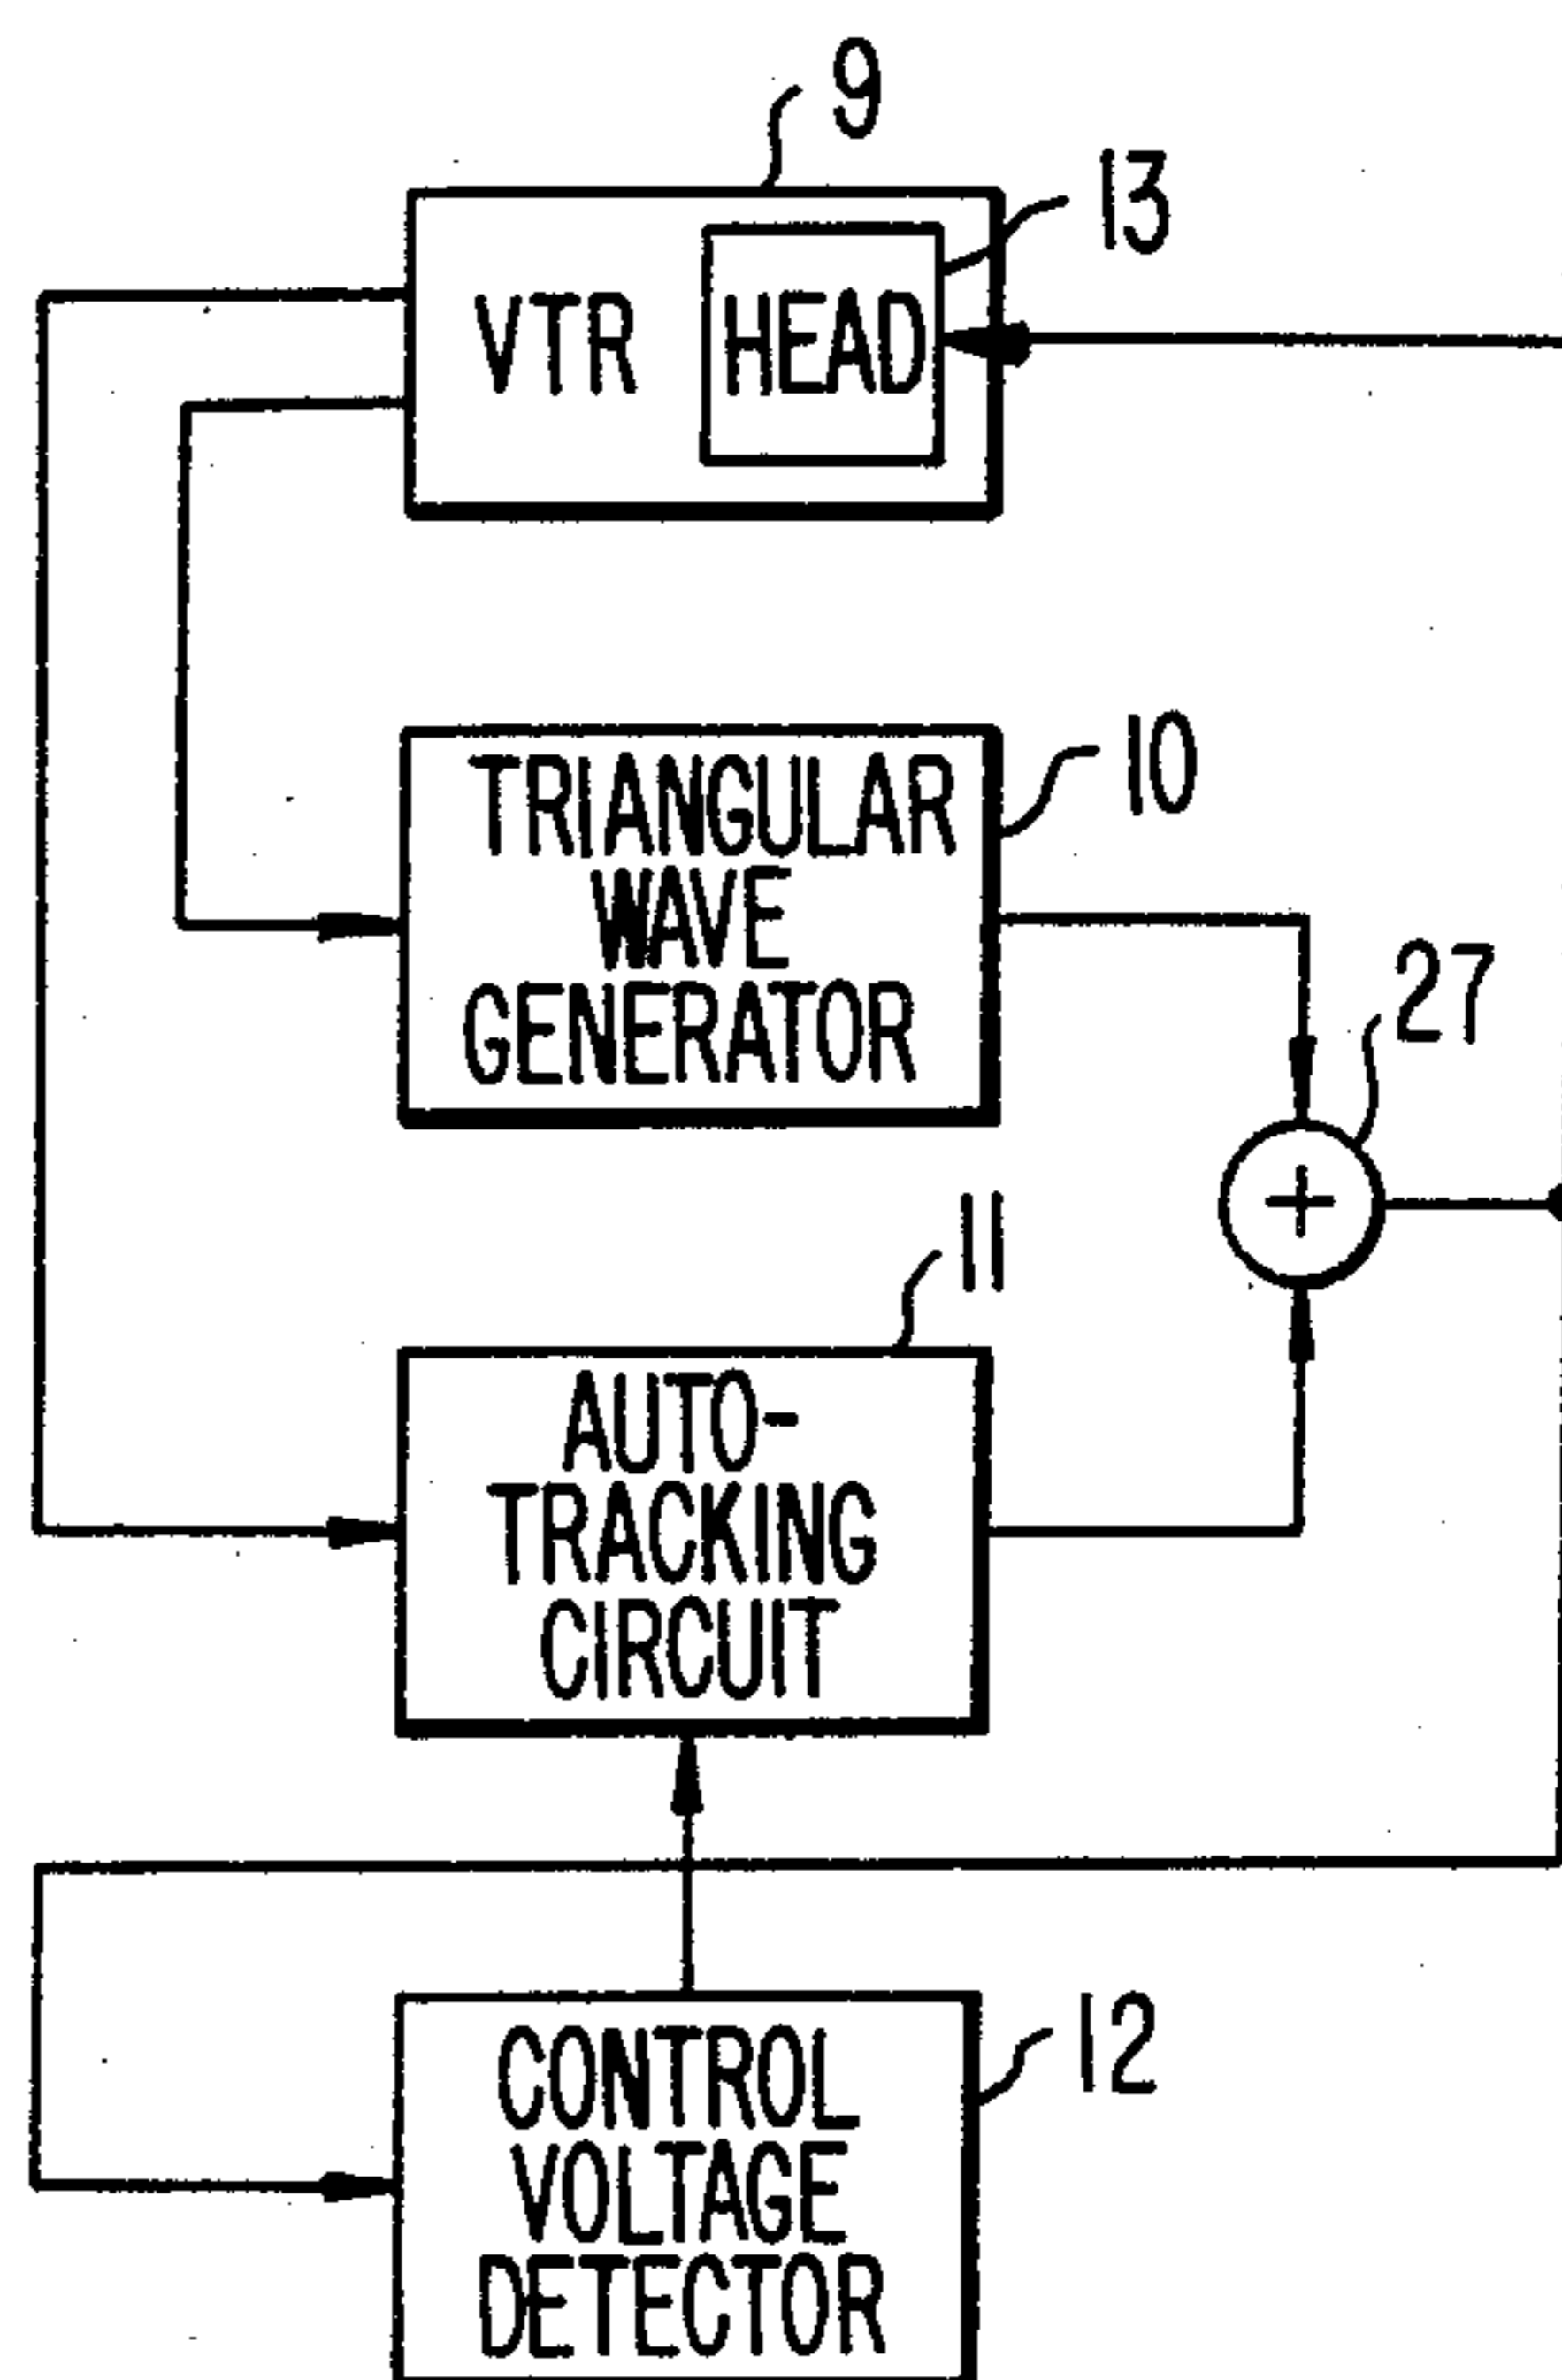 9
13
VTR
HEAD
10
TRIANGULAR
WAVE
GENERATOR
27
+
11
AUTO-
TRACKING
CIRCUIT
12
CONTROL
VOLTAGE
DETECTOR